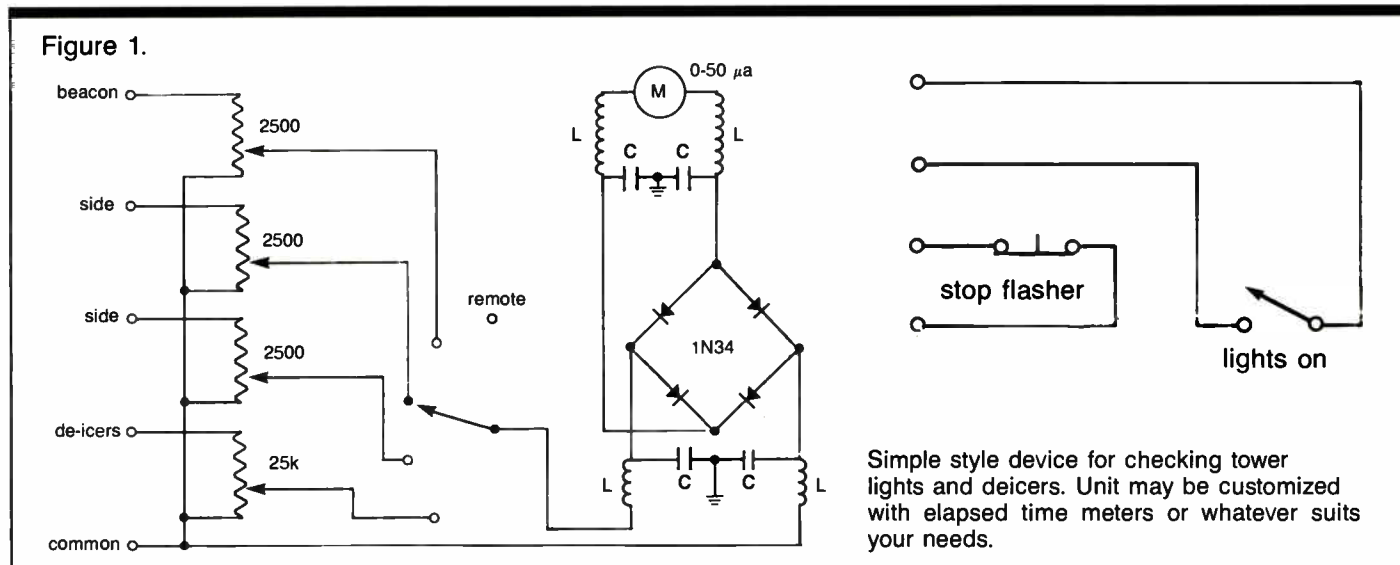 Figure 1.
beacon
2500
side
2500
side
2500
de-icers
25k
common
remote
0-50 μa
M
L
L
C
C
1N34
L
C
C
L
stop flasher
lights on
Simple style device for checking tower
lights and deicers. Unit may be customized
with elapsed time meters or whatever suits
your needs.